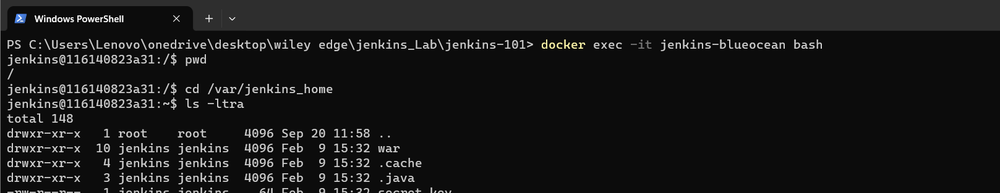 Windows PowerShell
PS C:\Users\Lenovo\onedrive\desktop\wiley edge\jenkins_Lab\jenkins-101> docker exec -it jenkins-blueocean bash
jenkins@116140823a31:/$ pwd
/
jenkins@116140823a31:/$ cd /var/jenkins_home
jenkins@116140823a31:~$ ls -ltra
total 148
drwxr-xr-x   1 root    root     4096 Sep 20 11:58 ..
drwxr-xr-x  10 jenkins jenkins  4096 Feb  9 15:32 war
drwxr-xr-x   4 jenkins jenkins  4096 Feb  9 15:32 .cache
drwxr-xr-x   3 jenkins jenkins  4096 Feb  9 15:32 .java
-rw-r--r--   1 jenkins jenkins    64 Feb  9 15:32 secret.key